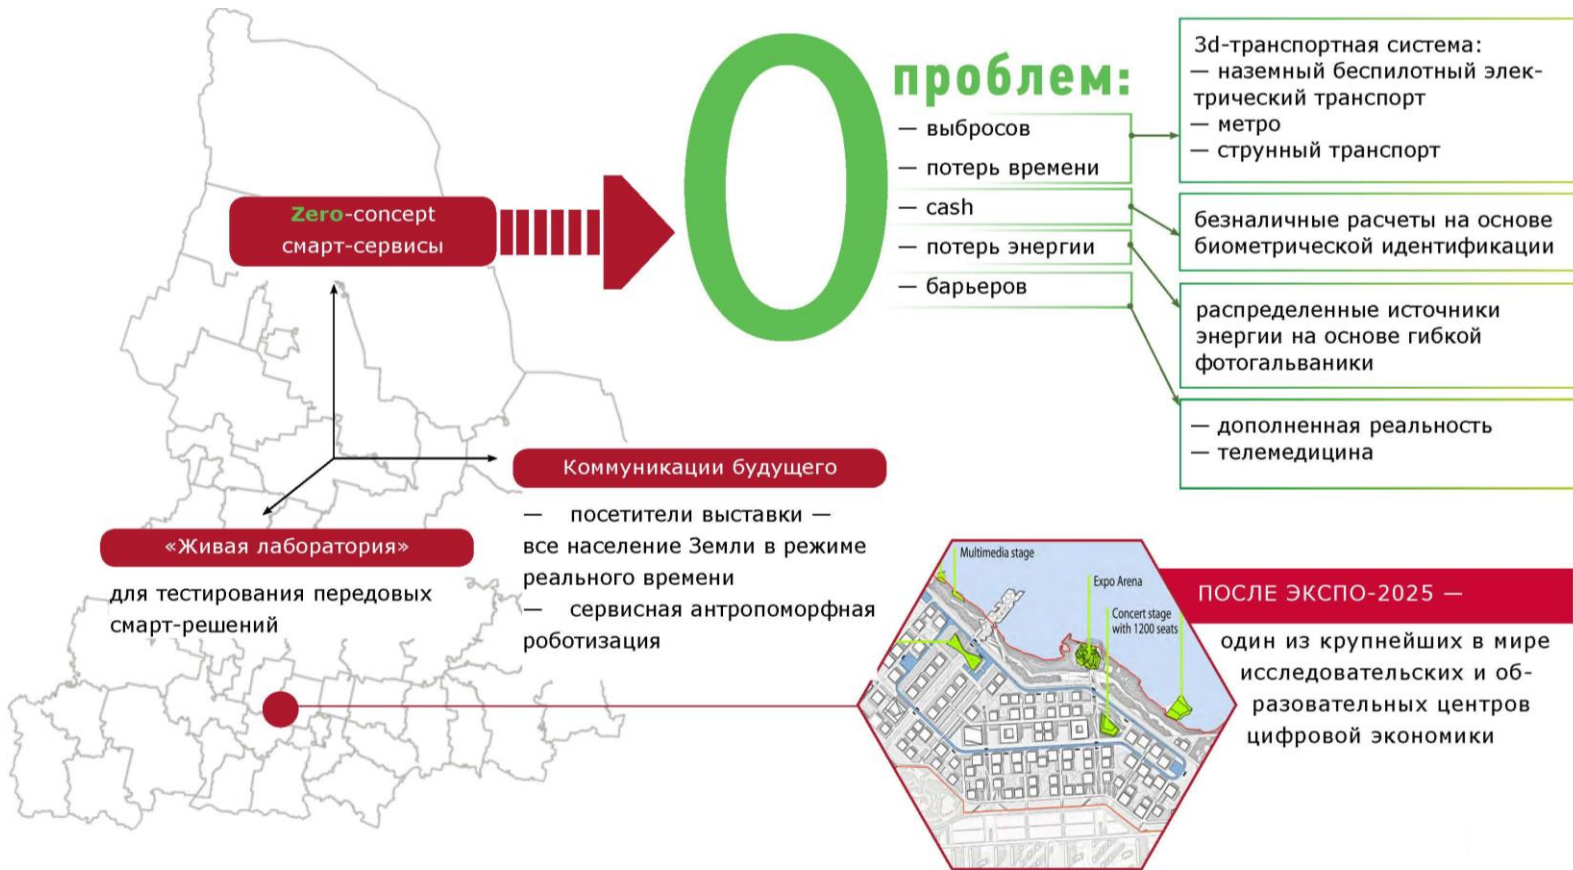 Zero-concept
смарт-сервисы
0
проблем:
— выбросов
— потерь времени
— cash
— потерь энергии
— барьеров
3d-транспортная система:
— наземный беспилотный элек-
трический транспорт
— метро
— струнный транспорт
безналичные расчеты на основе
биометрической идентификации
распределенные источники
энергии на основе гибкой
фотогальваники
— дополненная реальность
— телемедицина
Коммуникации будущего
— посетители выставки —
все население Земли в режиме
реального времени
— сервисная антропоморфная
роботизация
«Живая лаборатория»
для тестирования передовых
смарт-решений
Multimedia stage
Expo Arena
Concert stage
with 1200 seats
ПОСЛЕ ЭКСПО-2025 —
один из крупнейших в мире
исследовательских и об-
разовательных центров
цифровой экономики